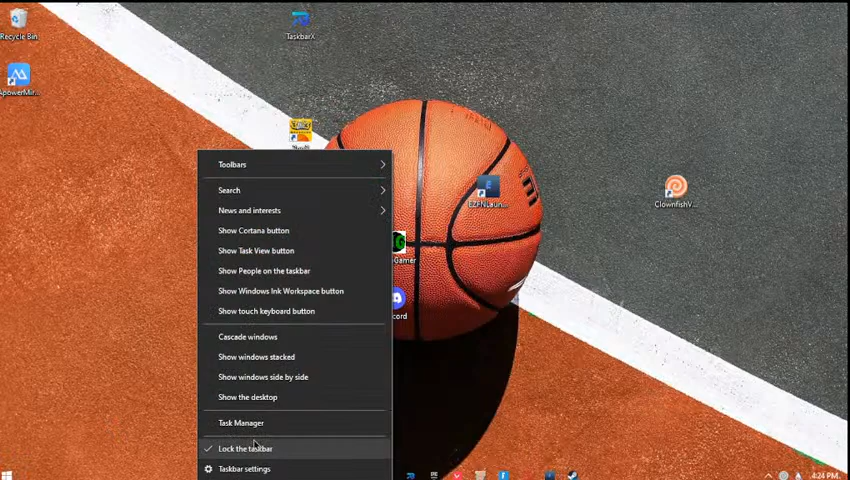 Recycle Bin
TaskbarX
ApowerMir...
EZFNLaun...
ClownfishV...
Gamer
cord
Toolbars
Search
News and interests
Show Cortana button
Show Task View button
Show People on the taskbar
Show Windows Ink Workspace button
Show touch keyboard button
Cascade windows
Show windows stacked
Show windows side by side
Show the desktop
Task Manager
Lock the taskbar
Taskbar settings
4:24 PM